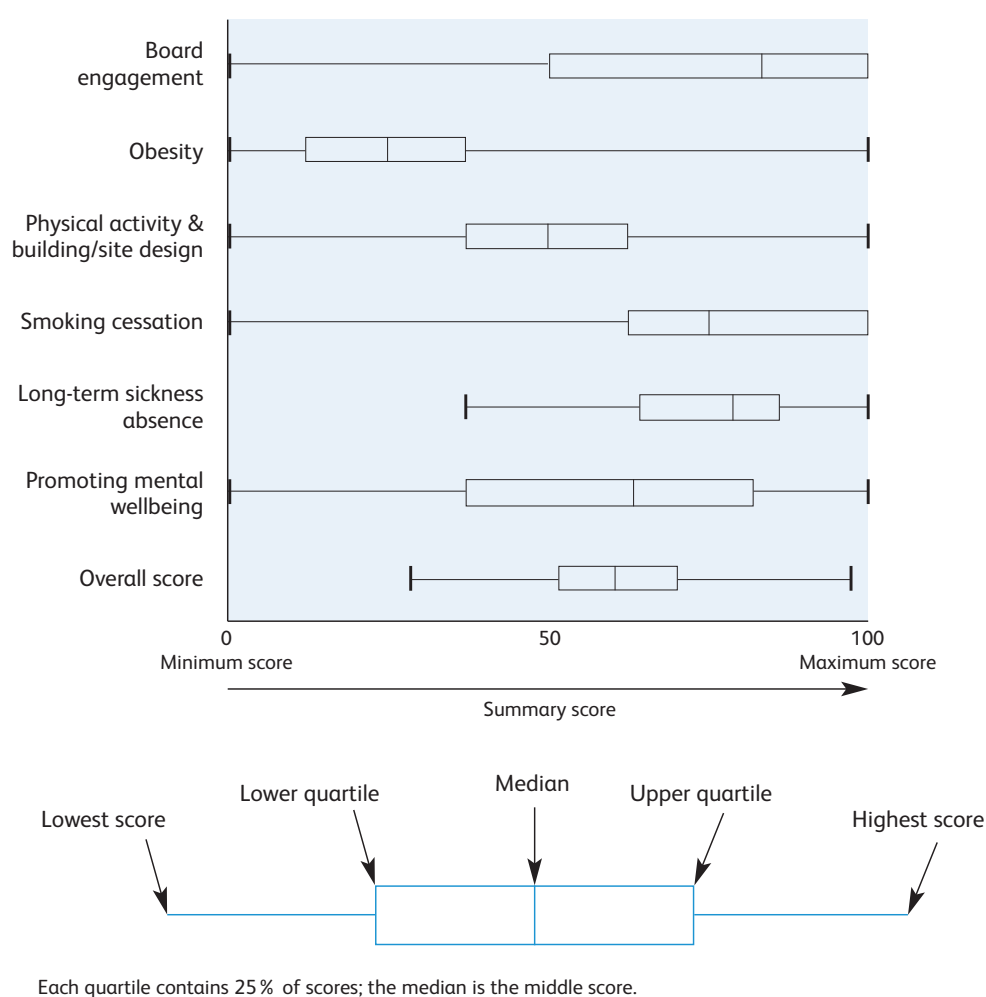 Board
engagement
Obesity
Physical activity &
building/site design
Smoking cessation
Long-term sickness
absence
Promoting mental
wellbeing
Overall score
0 50 100
Minimum score Maximum score
Summary score
Median
Lower quartile Upper quartile
Lowest score Highest score
Each quartile contains 25% of scores; the median is the middle score.